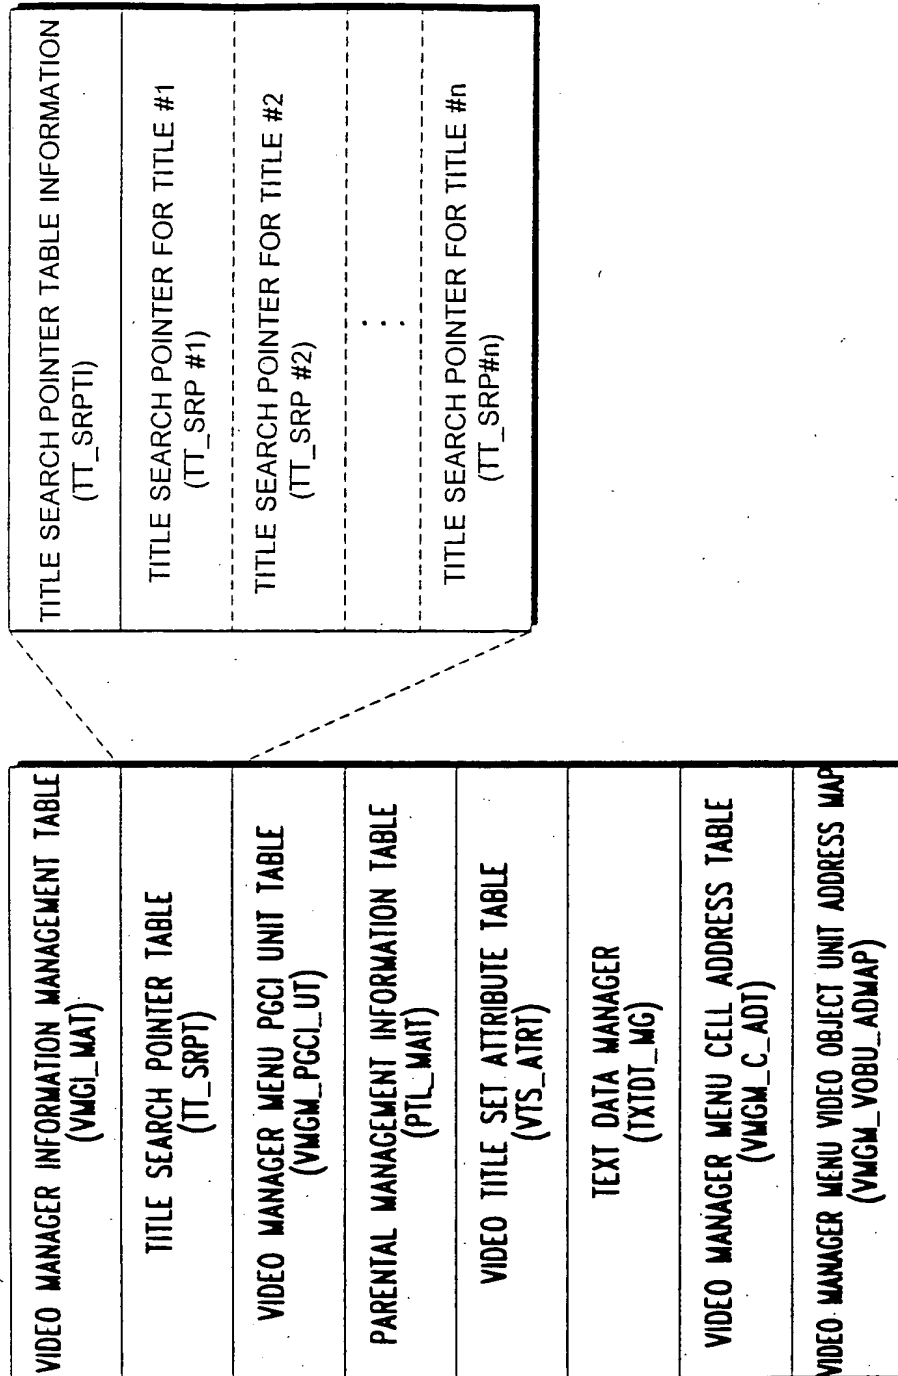 VIDEO MANAGER INFORMATION MANAGEMENT TABLE
(VMGI_MAT)
TITLE SEARCH POINTER TABLE
(TT_SRPT)
VIDEO MANAGER MENU PGCI UNIT TABLE
(VMGM_PGCI_UT)
PARENTAL MANAGEMENT INFORMATION TABLE
(PTL_MAIT)
VIDEO TITLE SET ATTRIBUTE TABLE
(VTS_ATRT)
TEXT DATA MANAGER
(TXTDT_MG)
VIDEO MANAGER MENU CELL ADDRESS TABLE
(VMGM_C_ADT)
VIDEO MANAGER MENU VIDEO OBJECT UNIT ADDRESS MAP
(VMGM_VOBU_ADMAP)
TITLE SEARCH POINTER TABLE INFORMATION
(TT_SRPTI)
TITLE SEARCH POINTER FOR TITLE #1
(TT_SRP #1)
TITLE SEARCH POINTER FOR TITLE #2
(TT_SRP #2)
⋮
TITLE SEARCH POINTER FOR TITLE #n
(TT_SRP#n)